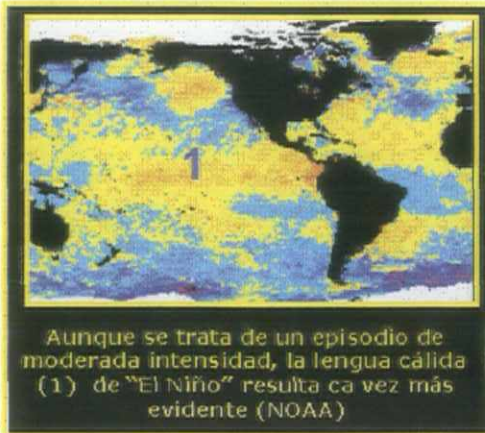 1
Aunque se trata de un episodio de
moderada intensidad, la lengua cálida
(1) de "El Niño" resulta ca vez más
evidente (NOAA)